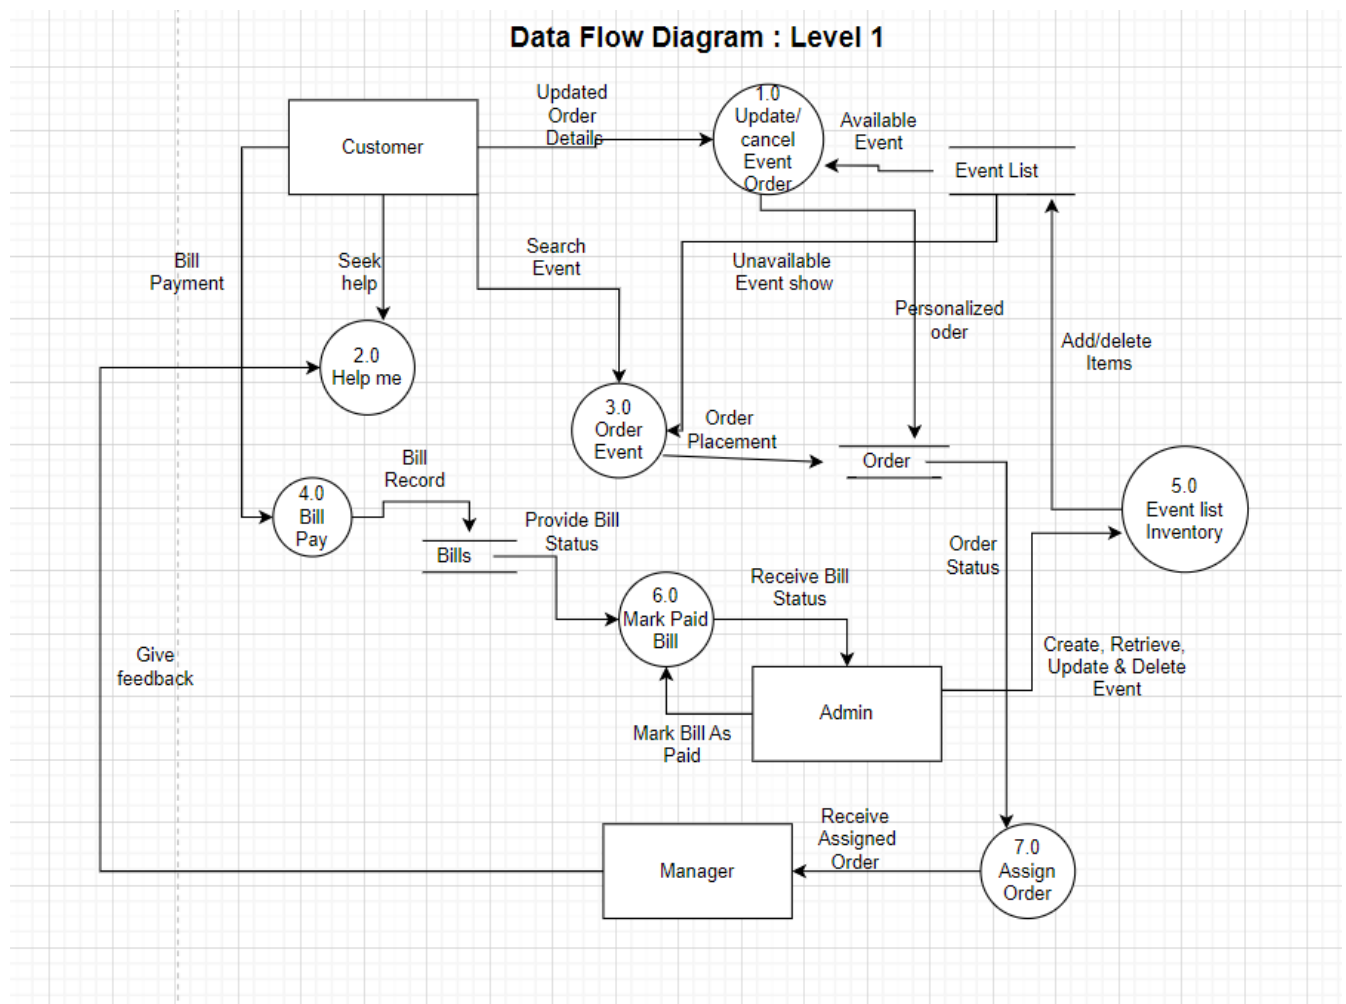 Data Flow Diagram : Level 1
Updated
Order
Details
1.0
Update/
cancel
Event
Order
Available
Event
Customer
Event List
Bill
Payment
Seek
help
Search
Event
Unavailable
Event show
Personalized
oder
Add/delete
Items
2.0
Help me
3.0
Order
Event
Order
Placement
Order
Bill
Record
4.0
Bill
Pay
5.0
Event list
Inventory
Provide Bill
Status
Bills
Order
Status
Receive Bill
Status
6.0
Mark Paid
Bill
Give
feedback
Create, Retrieve,
Update & Delete
Event
Admin
Mark Bill As
Paid
Receive
Assigned
Order
Manager
7.0
Assign
Order